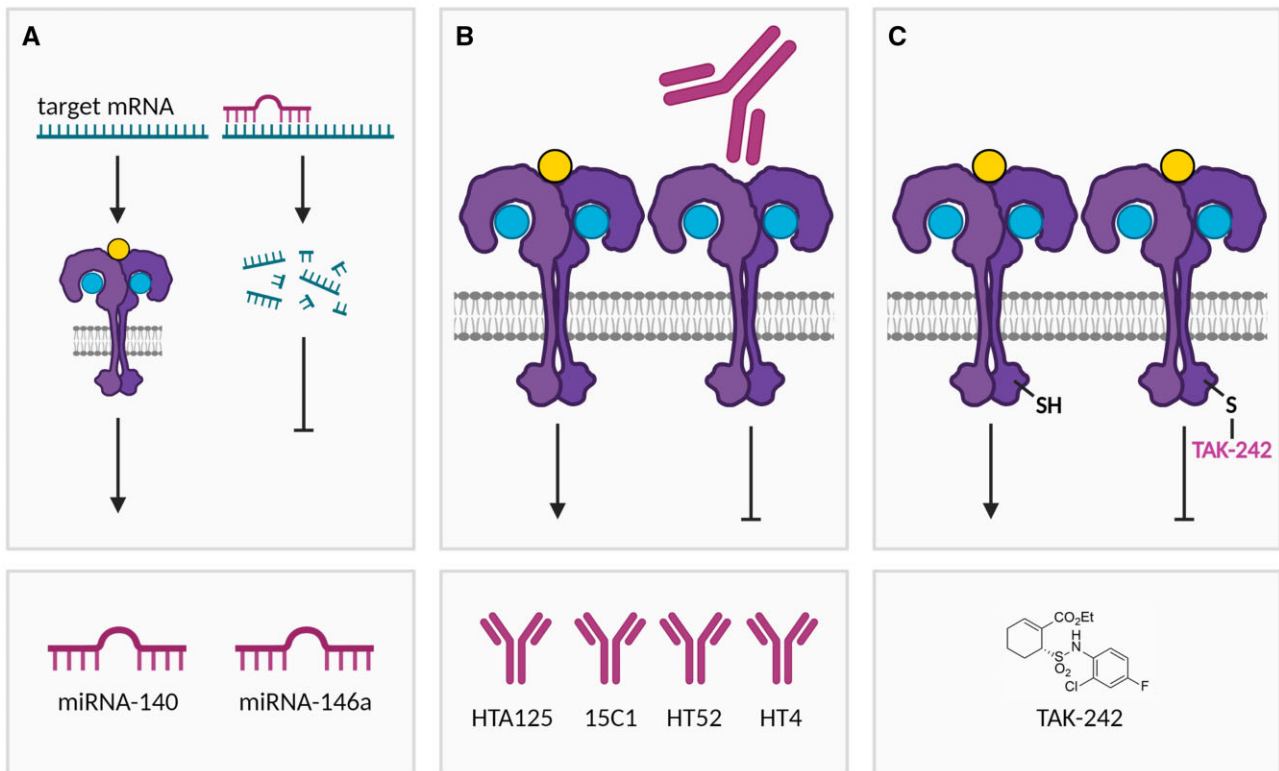 A
target mRNA
miRNA-140
miRNA-146a
B
HTA125
15C1
HT52
HT4
C
SH
S
TAK-242
CO2Et
H
N
S
O2
Cl
F
TAK-242